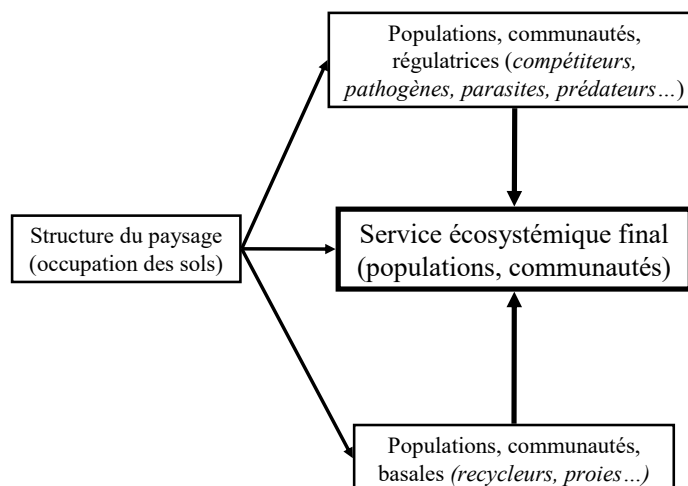 Populations, communautés,
régulatrices (compétiteurs,
pathogènes, parasites, prédateurs…)
Structure du paysage
(occupation des sols)
Service écosystémique final
(populations, communautés)
Populations, communautés,
basales (recycleurs, proies…)